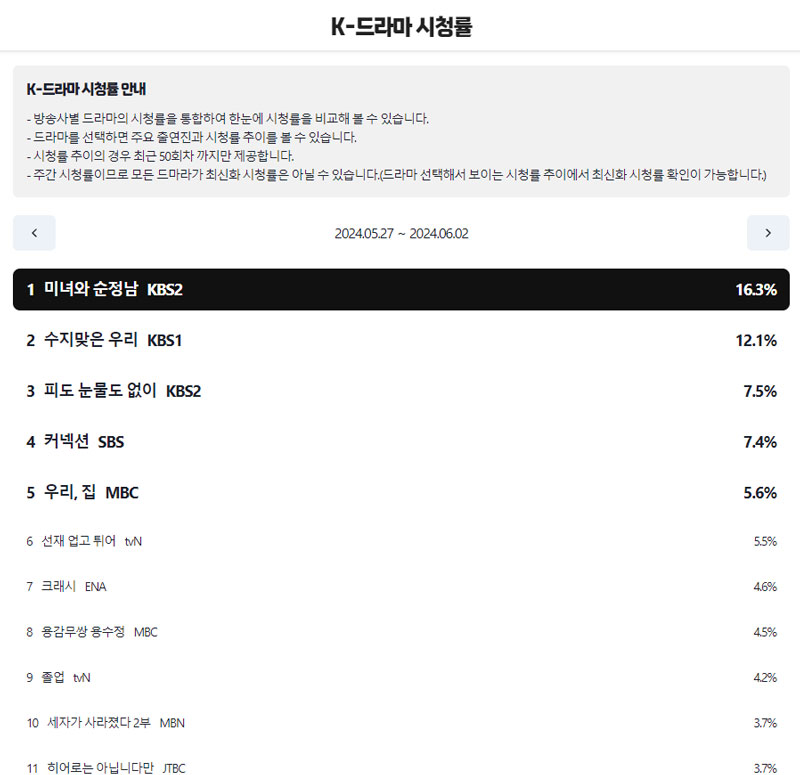 K-드라마 시청률
K-드라마 시청률 안내
- 방송사별 드라마의 시청률을 통합하여 한눈에 시청률을 비교해 볼 수 있습니다.
- 드라마를 선택하면 주요 출연진과 시청률 추이를 볼 수 있습니다.
- 시청률 추이의 경우 최근 50회차 까지만 제공합니다.
- 주간 시청률이므로 모든 드마라가 최신화 시청률은 아닐 수 있습니다.(드라마 선택해서 보이는 시청률 추이에서 최신화 시청률 확인이 가능합니다.)
2024.05.27 ~ 2024.06.02
1 미녀와 순정남 KBS2 16.3%
2 수지맞은 우리 KBS1 12.1%
3 피도 눈물도 없이 KBS2 7.5%
4 커넥션 SBS 7.4%
5 우리, 집 MBC 5.6%
6 선재 업고 튀어 tvN 5.5%
7 크래시 ENA 4.6%
8 용감무쌍 용수정 MBC 4.5%
9 졸업 tvN 4.2%
10 세자가 사라졌다 2부 MBN 3.7%
11 히어로는 아닙니다만 JTBC 3.7%